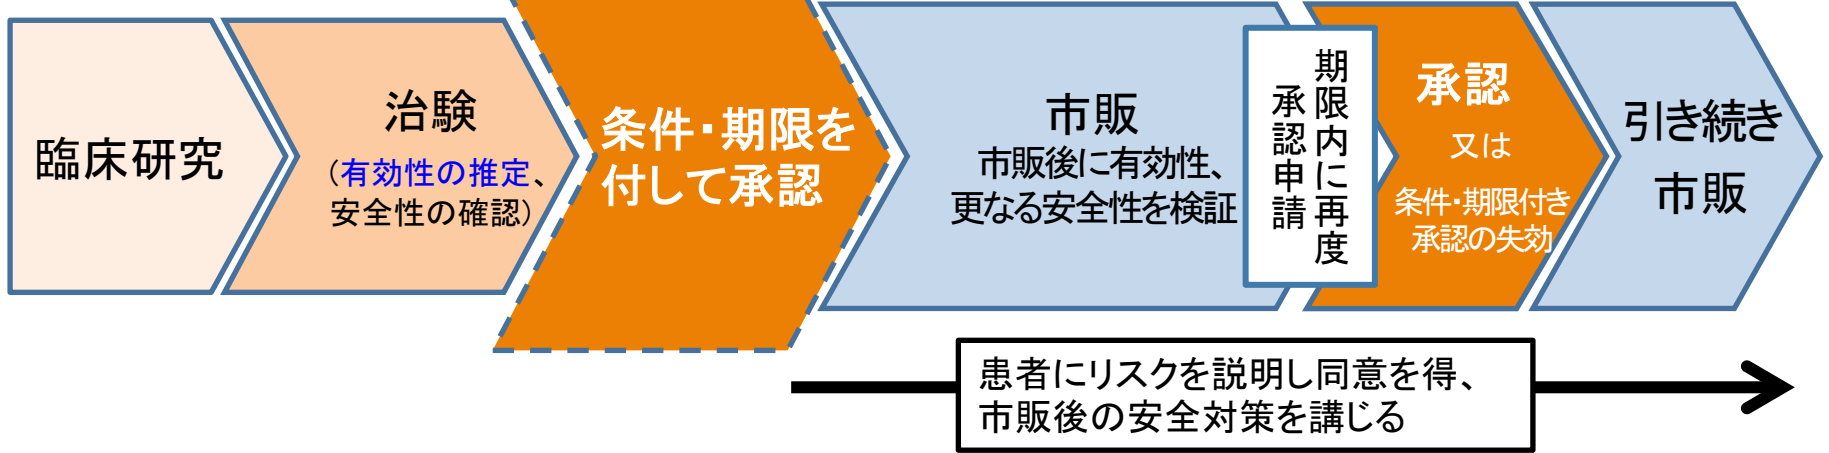 臨床研究
治験
（有効性の推定、
安全性の確認）
条件・期限を
付して承認
市販
市販後に有効性、
更なる安全性を検証
期限内に再度
承認申請
承認
又は
条件・期限付き
承認の失効
引き続き
市販
患者にリスクを説明し同意を得、
市販後の安全対策を講じる